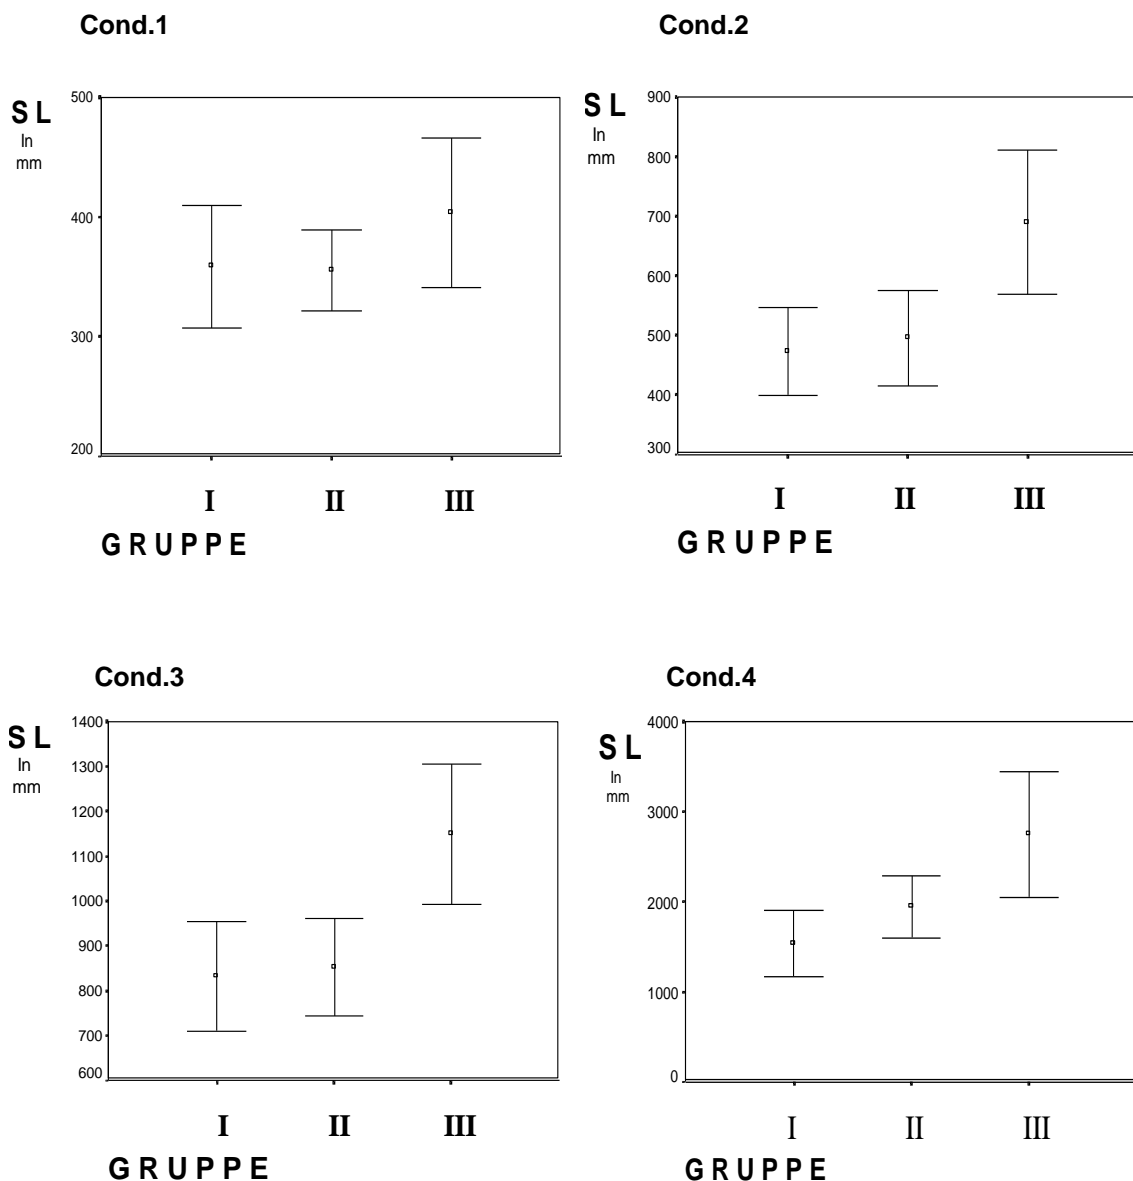 Cond.1
500
S L
In
mm
400
300
200
I II III
G R U P P E
Cond.2
900
S L
In
mm
800
700
600
500
400
300
I II III
G R U P P E
Cond.3
1400
S L
In
mm
1300
1200
1100
1000
900
800
700
600
I II III
G R U P P E
Cond.4
4000
S L
In
mm
3000
2000
1000
0
I II III
G R U P P E